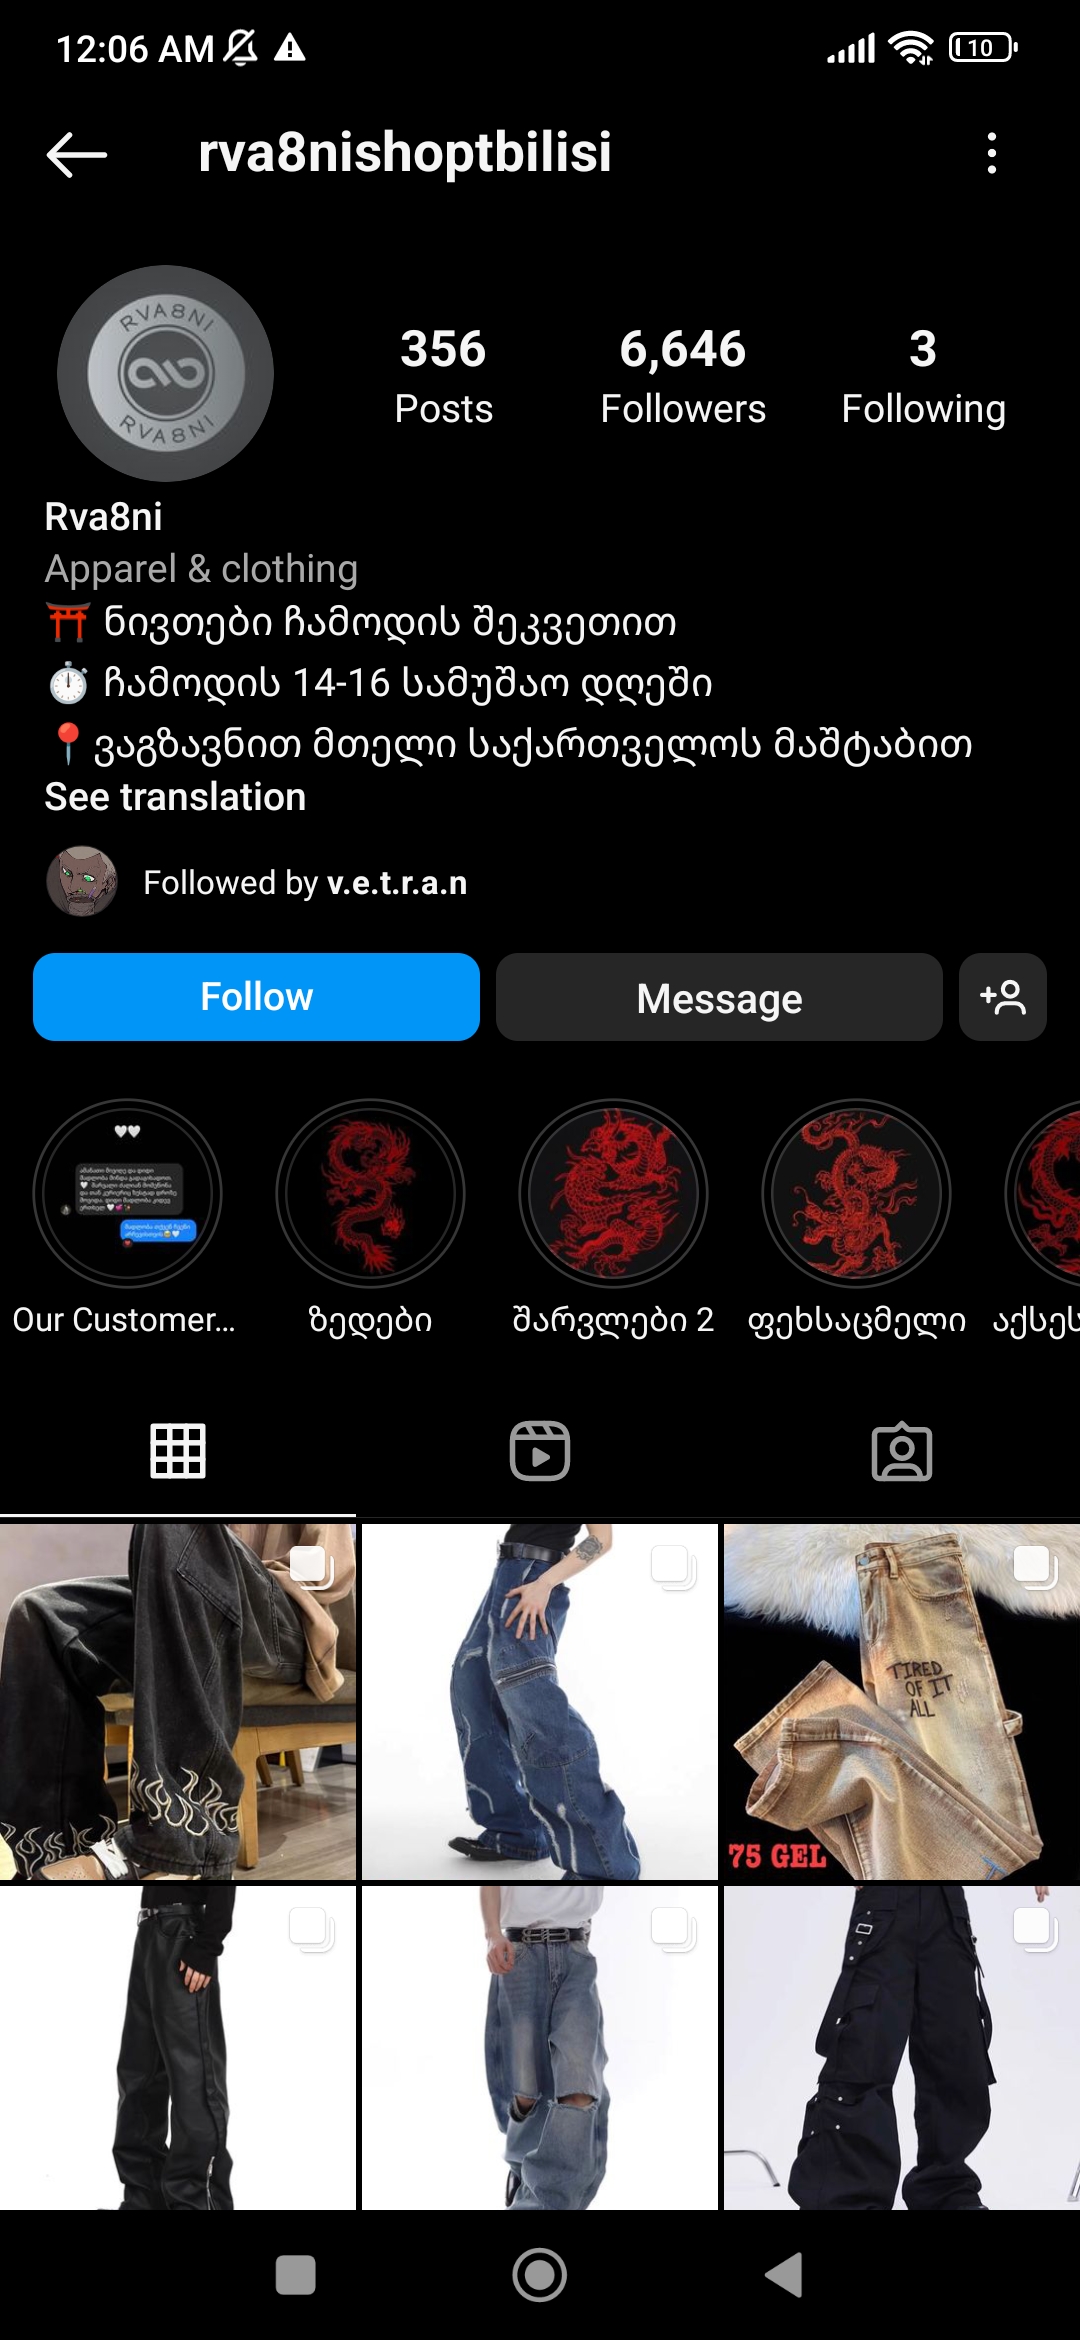 12:06 AM
10
rva8nishoptbilisi
RVA8NI
RVA8NI
356
Posts
6,646
Followers
3
Following
Rva8ni
Apparel & clothing
⛩️ ნივთები ჩამოდის შეკვეთით
⏱️ ჩამოდის 14-16 სამუშაო დღეში
📍ვაგზავნით მთელი საქართველოს მაშტაბით
See translation
Followed by v.e.t.r.a.n
Follow
Message
Our Customer...
ზედები
შარვლები 2
ფეხსაცმელი
აქსეს
TIRED
OF IT
ALL
75 GEL